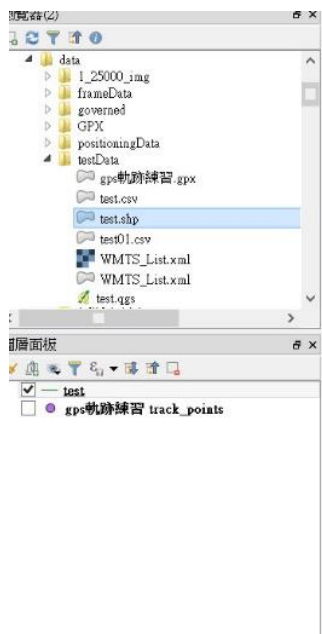 瀏覽器(2)
data
1_25000_img
frameData
governed
GPX
positioningData
testData
gps軌跡練習.gpx
test.csv
test.shp
test01.csv
WMTS_List.xml
WMTS_List.xml
test.qgs
圖層面板
test
gps軌跡練習 track_points